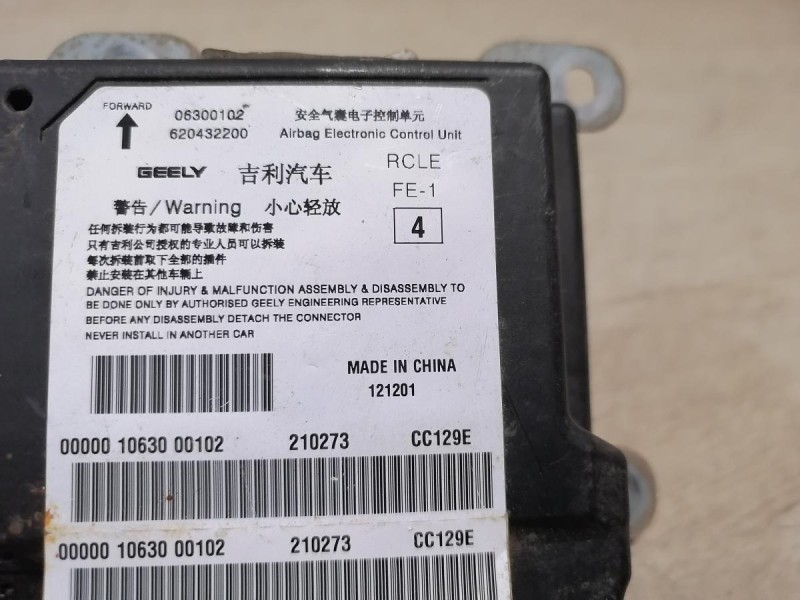 FORWARD
06300102 安全气囊电子控制单元
620432200 Airbag Electronic Control Unit
GEELY 吉利汽车 RCLE
FE-1
警告/Warning 小心轻放 4
任何拆装行为都可能导致故障和伤害
只有吉利公司授权的专业人员可以拆装
每次拆装前取下全部的插件
禁止安装在其他车辆上
DANGER OF INJURY & MALFUNCTION ASSEMBLY & DISASSEMBLY TO
BE DONE ONLY BY AUTHORISED GEELY ENGINEERING REPRESENTATIVE
BEFORE ANY DISASSEMBLY DETACH THE CONNECTOR
NEVER INSTALL IN ANOTHER CAR
MADE IN CHINA
121201
00000 10630 00102 210273 CC129E
00000 10630 00102 210273 CC129E